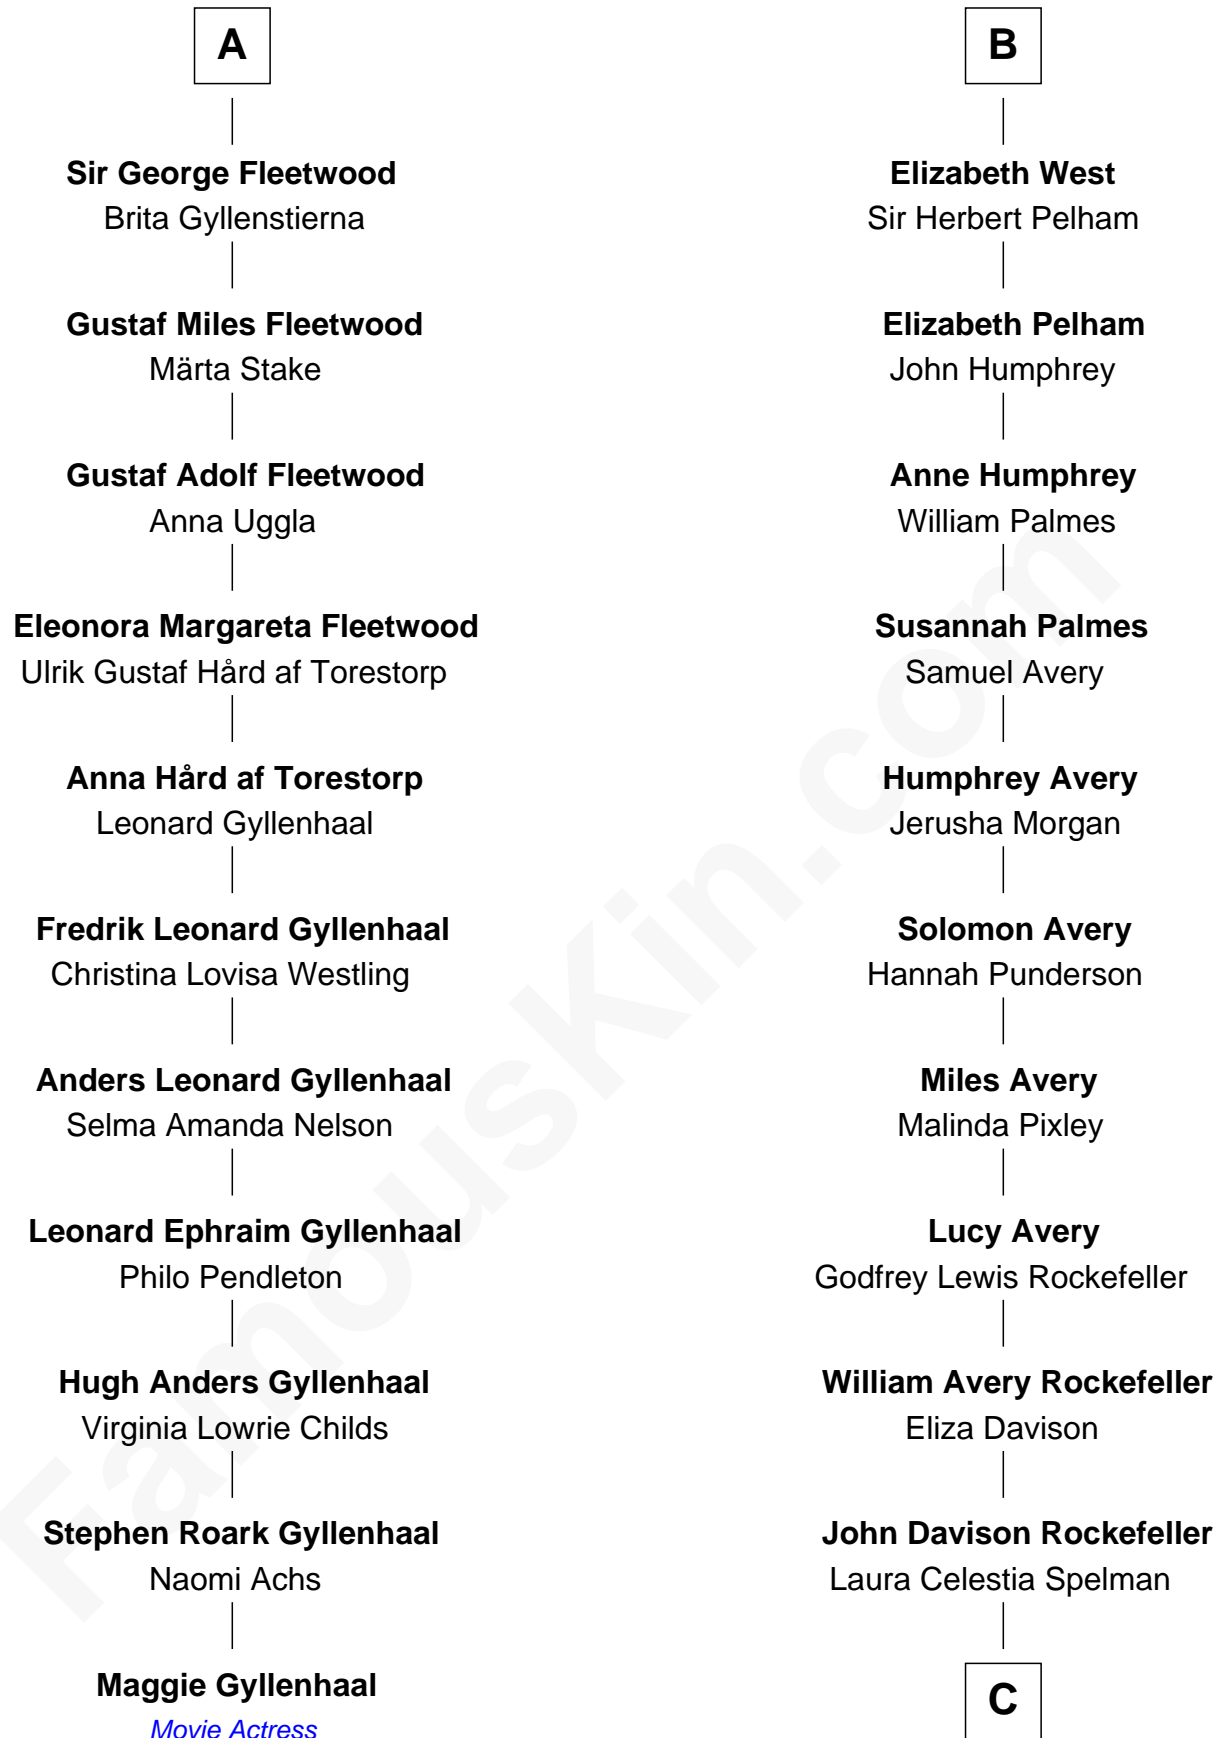 A
Sir George Fleetwood
Brita Gyllenstierna
Gustaf Miles Fleetwood
Märta Stake
Gustaf Adolf Fleetwood
Anna Uggla
Eleonora Margareta Fleetwood
Ulrik Gustaf Hård af Torestorp
Anna Hård af Torestorp
Leonard Gyllenhaal
Fredrik Leonard Gyllenhaal
Christina Lovisa Westling
Anders Leonard Gyllenhaal
Selma Amanda Nelson
Leonard Ephraim Gyllenhaal
Philo Pendleton
Hugh Anders Gyllenhaal
Virginia Lowrie Childs
Stephen Roark Gyllenhaal
Naomi Achs
Maggie Gyllenhaal
Movie Actress
B
Elizabeth West
Sir Herbert Pelham
Elizabeth Pelham
John Humphrey
Anne Humphrey
William Palmes
Susannah Palmes
Samuel Avery
Humphrey Avery
Jerusha Morgan
Solomon Avery
Hannah Punderson
Miles Avery
Malinda Pixley
Lucy Avery
Godfrey Lewis Rockefeller
William Avery Rockefeller
Eliza Davison
John Davison Rockefeller
Laura Celestia Spelman
C
FamousKin.com